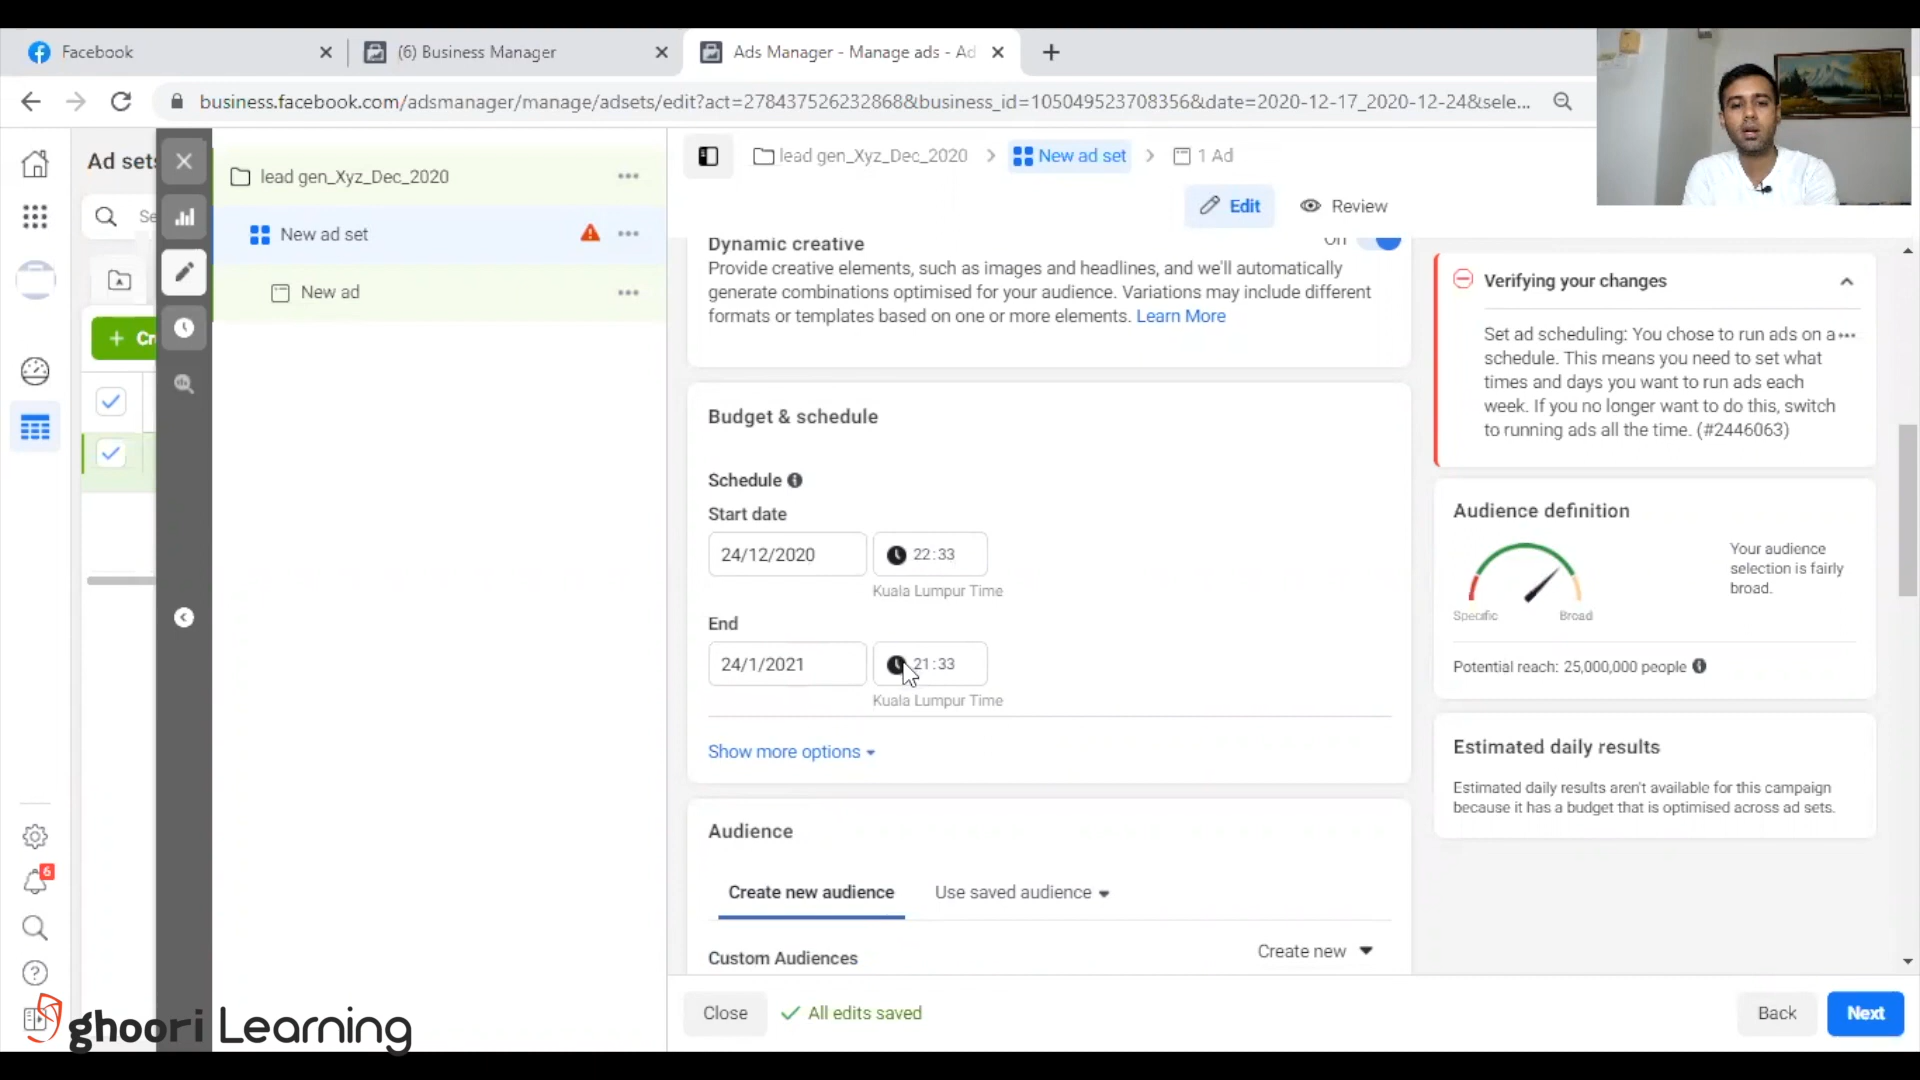 Facebook
(6) Business Manager
Ads Manager - Manage ads - Ad
business.facebook.com/adsmanager/manage/adsets/edit?act=278437526232868&business_id=105049523708356&date=2020-12-17_2020-12-24&sele...
Ad sets
lead gen_Xyz_Dec_2020
New ad set
New ad
lead gen_Xyz_Dec_2020
New ad set
1 Ad
Edit
Review
Se
+ Cr
Dynamic creative
On
Provide creative elements, such as images and headlines, and we'll automatically
generate combinations optimised for your audience. Variations may include different
formats or templates based on one or more elements. Learn More
Budget & schedule
Schedule
Start date
24/12/2020
22:33
Kuala Lumpur Time
End
24/1/2021
21:33
Kuala Lumpur Time
Show more options
Audience
Create new audience
Use saved audience
Custom Audiences
Create new
Verifying your changes
Set ad scheduling: You chose to run ads on a
schedule. This means you need to set what
times and days you want to run ads each
week. If you no longer want to do this, switch
to running ads all the time. (#2446063)
Audience definition
Specific
Broad
Your audience
selection is fairly
broad.
Potential reach: 25,000,000 people
Estimated daily results
Estimated daily results aren't available for this campaign
because it has a budget that is optimised across ad sets.
6
Close
All edits saved
Back
Next
ghoori Learning